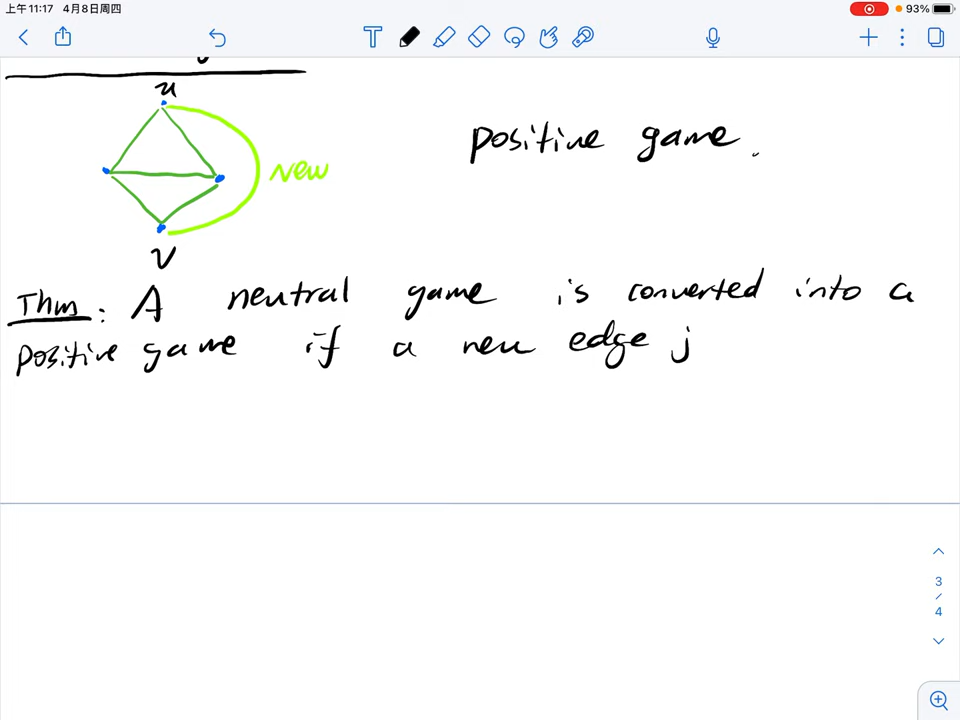 上午11:17 4月8日周四
93%
u
new
positive game.
v
Thm: A neutral game is converted into a
positive game if a new edge j
3
/
4